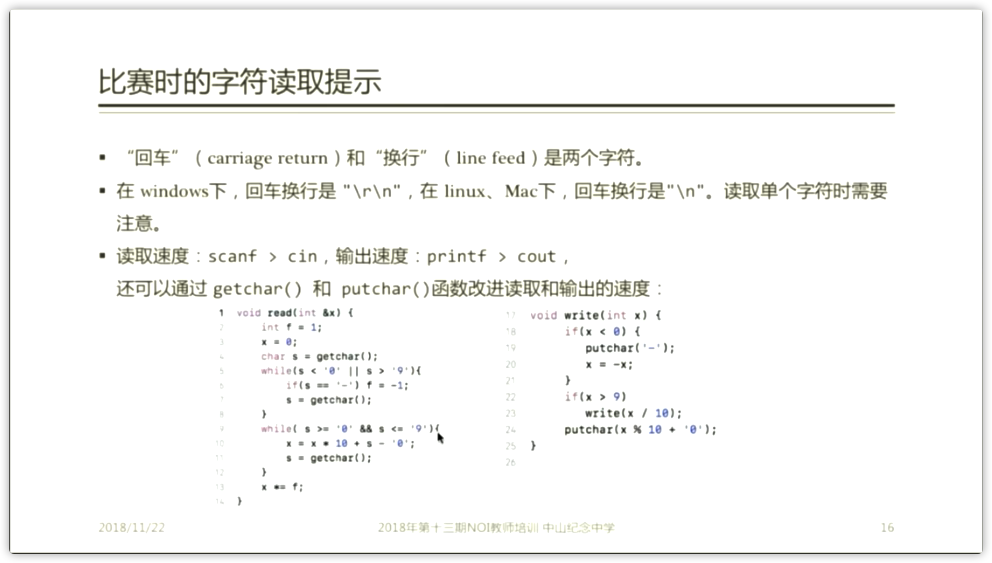 比赛时的字符读取提示
▪ “回车”（carriage return）和“换行”（line feed）是两个字符。
▪ 在 windows下，回车换行是 "\r\n"，在 linux、Mac下，回车换行是"\n"。读取单个字符时需要
注意。
▪ 读取速度：scanf > cin，输出速度：printf > cout，
还可以通过 getchar() 和 putchar()函数改进读取和输出的速度：
1 void read(int &x) {
2 int f = 1;
3 x = 0;
4 char s = getchar();
5 while(s < '0' || s > '9'){
6 if(s == '-') f = -1;
7 s = getchar();
8 }
9 while( s >= '0' && s <= '9'){
10 x = x * 10 + s - '0';
11 s = getchar();
12 }
13 x *= f;
14 }
17 void write(int x) {
18 if(x < 0) {
19 putchar('-');
20 x = -x;
21 }
22 if(x > 9)
23 write(x / 10);
24 putchar(x % 10 + '0');
25 }
26
2018/11/22
2018年第十三期NOI教师培训 中山纪念中学
16